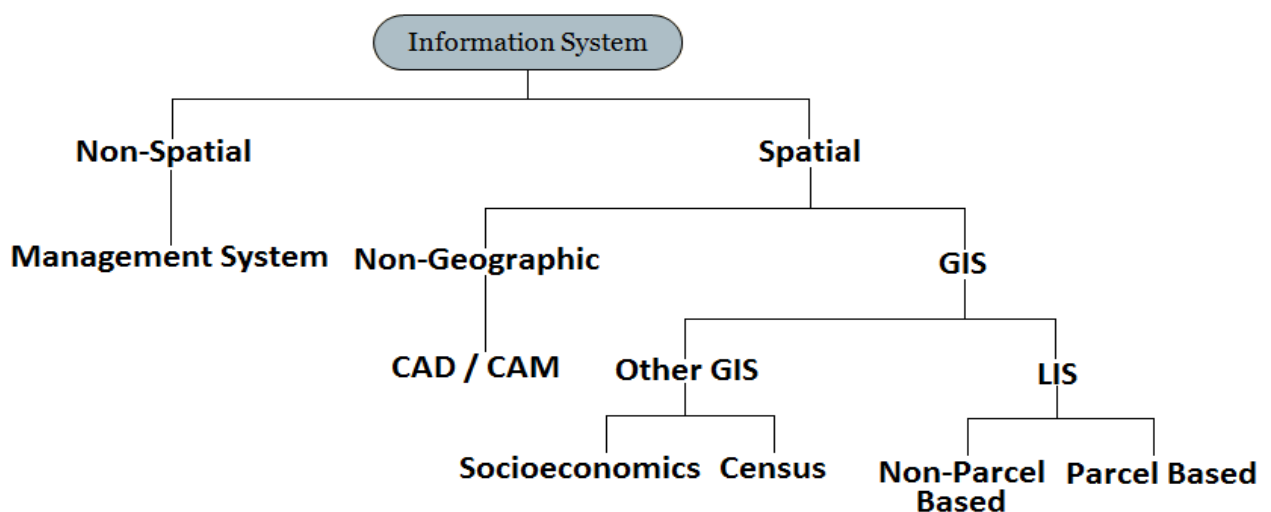 Information System
Non-Spatial
Spatial
Management System
Non-Geographic
GIS
CAD / CAM
Other GIS
LIS
Socioeconomics
Census
Non-Parcel
Based
Parcel Based